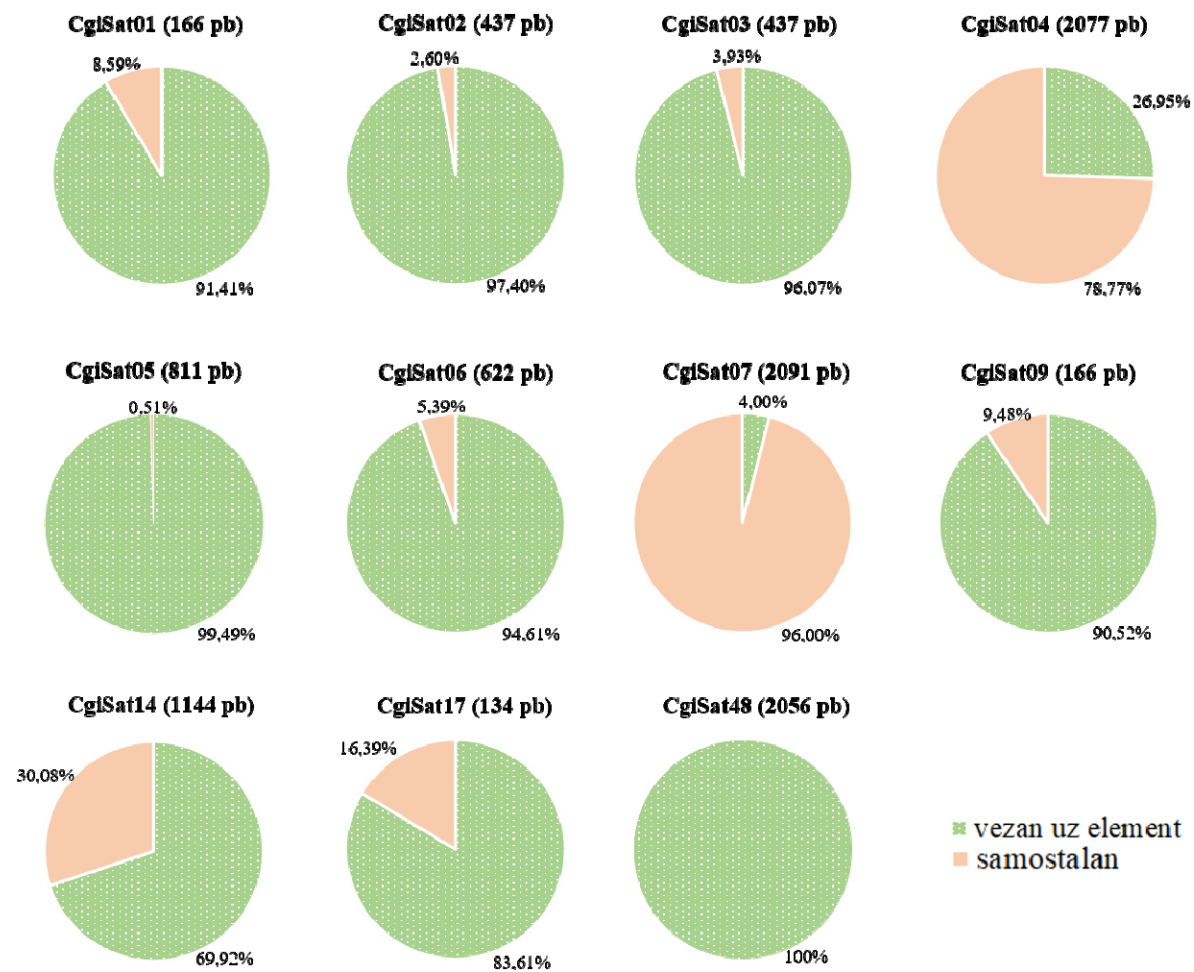 CgiSat01 (166 pb)
8,59%
91,41%
CgiSat02 (437 pb)
2,60%
97,40%
CgiSat03 (437 pb)
3,93%
96,07%
CgiSat04 (2077 pb)
26,95%
78,77%
CgiSat05 (811 pb)
0,51%
99,49%
CgiSat06 (622 pb)
5,39%
94,61%
CgiSat07 (2091 pb)
4,00%
96,00%
CgiSat09 (166 pb)
9,48%
90,52%
CgiSat14 (1144 pb)
30,08%
69,92%
CgiSat17 (134 pb)
16,39%
83,61%
CgiSat48 (2056 pb)
100%
vezan uz element
samostalan